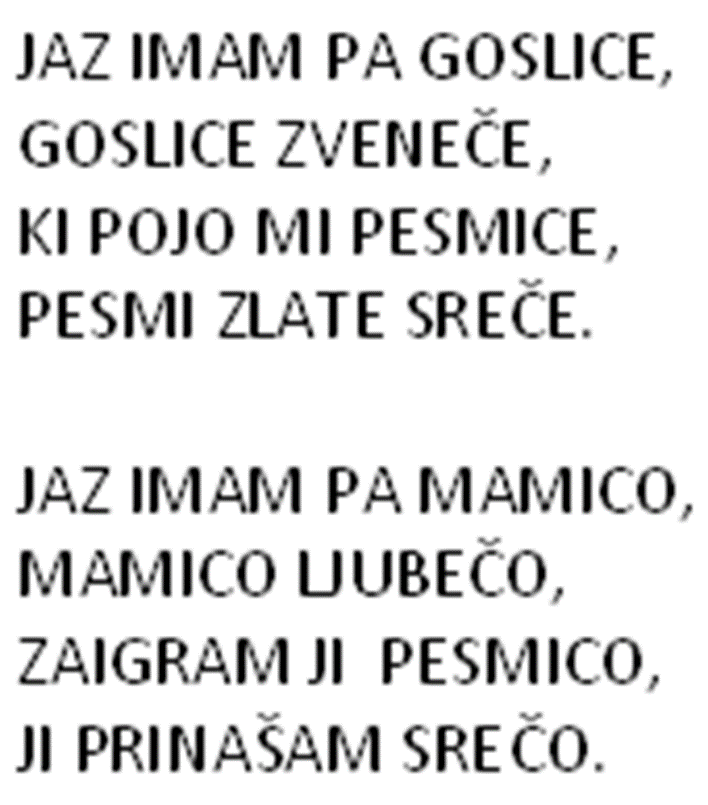 JAZ IMAM PA GOSLICE,
GOSLICE ZVENEČE,
KI POJO MI PESMICE,
PESMI ZLATE SREČE.

JAZ IMAM PA MAMICO,
MAMICO LJUBEČO,
ZAIGRAM JI  PESMICO,
JI PRINAŠAM SREČO.